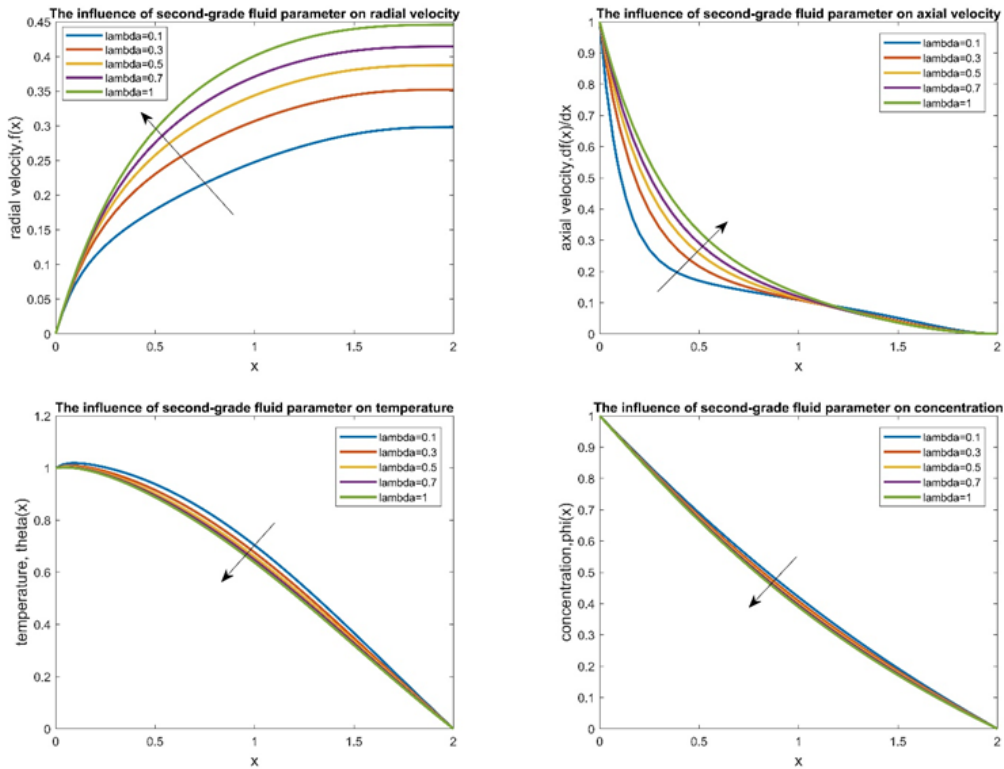 The influence of second-grade fluid parameter on radial velocity
0.45
0.4
0.35
0.3
0.25
0.2
0.15
0.1
0.05
0
radial velocity,f(x)
lambda=0.1
lambda=0.3
lambda=0.5
lambda=0.7
lambda=1
0 0.5 1 1.5 2
x
The influence of second-grade fluid parameter on axial velocity
1
0.9
0.8
0.7
0.6
0.5
0.4
0.3
0.2
0.1
0
axial velocity,df(x)/dx
lambda=0.1
lambda=0.3
lambda=0.5
lambda=0.7
lambda=1
0 0.5 1 1.5 2
x
The influence of second-grade fluid parameter on temperature
1.2
1
0.8
0.6
0.4
0.2
0
temperature, theta(x)
lambda=0.1
lambda=0.3
lambda=0.5
lambda=0.7
lambda=1
0 0.5 1 1.5 2
x
The influence of second-grade fluid parameter on concentration
1
0.9
0.8
0.7
0.6
0.5
0.4
0.3
0.2
0.1
0
concentration,phi(x)
lambda=0.1
lambda=0.3
lambda=0.5
lambda=0.7
lambda=1
0 0.5 1 1.5 2
x